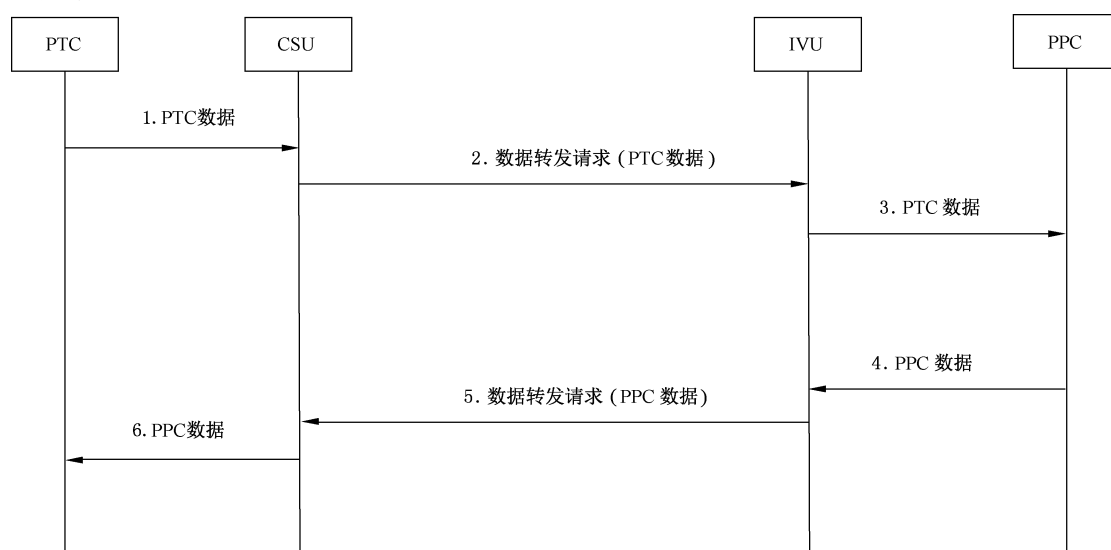 PTC
CSU
IVU
PPC
1. PTC数据
2. 数据转发请求 (PTC数据)
3. PTC 数据
4. PPC 数据
5. 数据转发请求 (PPC 数据)
6. PPC数据